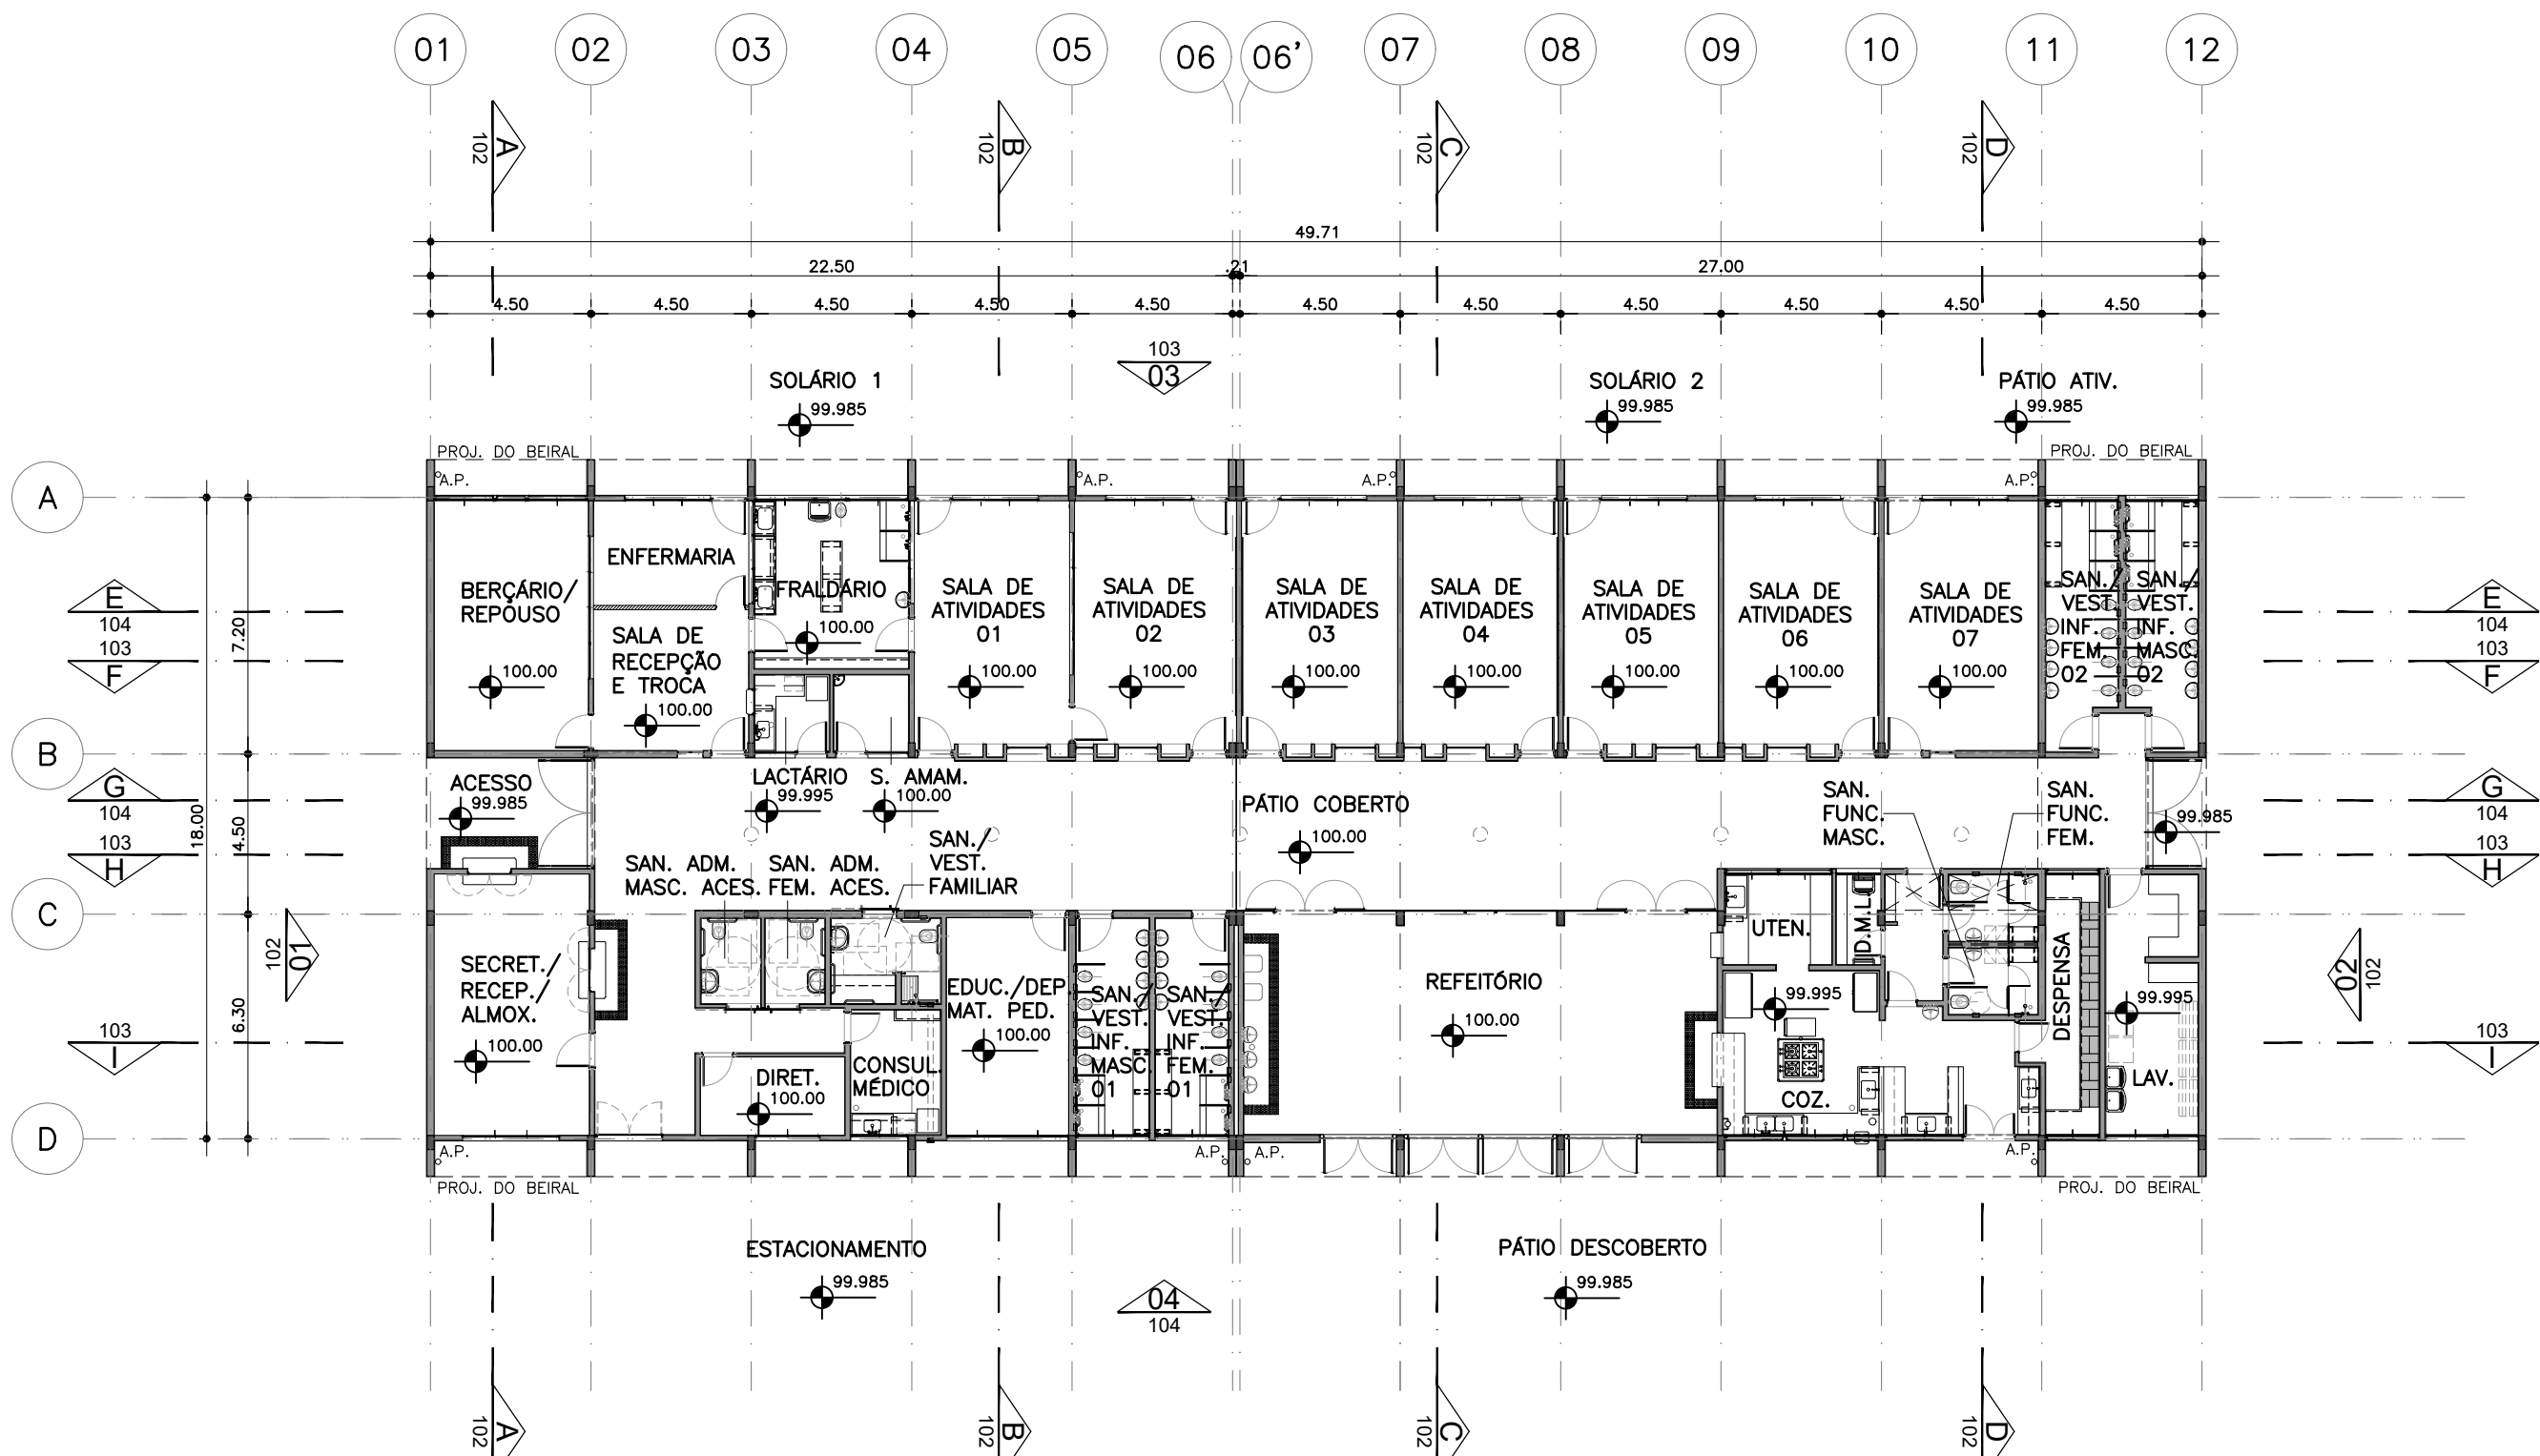 01 02 03 04 05 06 06' 07 08 09 10 11 12
A 102
B 102
C 102
D 102
49.71
22.50 .21 27.00
4.50 4.50 4.50 4.50 4.50 4.50 4.50 4.50 4.50 4.50 4.50
103
03
SOLÁRIO 1
99.985
SOLÁRIO 2
99.985
PÁTIO ATIV.
99.985
PROJ. DO BEIRAL
PROJ. DO BEIRAL
A.P.
A.P.
A.P.
A.P.
A
B
C
D
E
104
103
F
G
104
103
H
103
I
7.20
4.50
6.30
18.00
E
104
103
F
G
104
103
H
103
I
BERÇÁRIO/
REPOUSO
100.00
ENFERMARIA
SALA DE
RECEPÇÃO
E TROCA
100.00
FRALDÁRIO
100.00
SALA DE
ATIVIDADES
01
100.00
SALA DE
ATIVIDADES
02
100.00
SALA DE
ATIVIDADES
03
100.00
SALA DE
ATIVIDADES
04
100.00
SALA DE
ATIVIDADES
05
100.00
SALA DE
ATIVIDADES
06
100.00
SALA DE
ATIVIDADES
07
100.00
SAN./
VEST.
INF.
FEM.
02
SAN./
VEST.
INF.
MASC.
02
ACESSO
99.985
LACTÁRIO
99.995
S. AMAM.
100.00
PÁTIO COBERTO
100.00
SAN.
FUNC.
MASC.
SAN.
FUNC.
FEM.
99.985
SAN. ADM.
MASC. ACES.
SAN. ADM.
FEM. ACES.
SAN./
VEST.
FAMILIAR
102
01
02
102
SECRET./
RECEP./
ALMOX.
100.00
DIRET.
100.00
CONSUL.
MÉDICO
EDUC./DEP.
MAT. PED.
100.00
SAN./
VEST.
INF.
MASC.
01
SAN./
VEST.
INF.
FEM.
01
REFEITÓRIO
100.00
UTEN.
D.M.L.
99.995
COZ.
DESPENSA
99.995
LAV.
A.P.
A.P.
A.P.
A.P.
PROJ. DO BEIRAL
PROJ. DO BEIRAL
ESTACIONAMENTO
99.985
PÁTIO DESCOBERTO
99.985
04
104
A 102
B 102
C 102
D 102